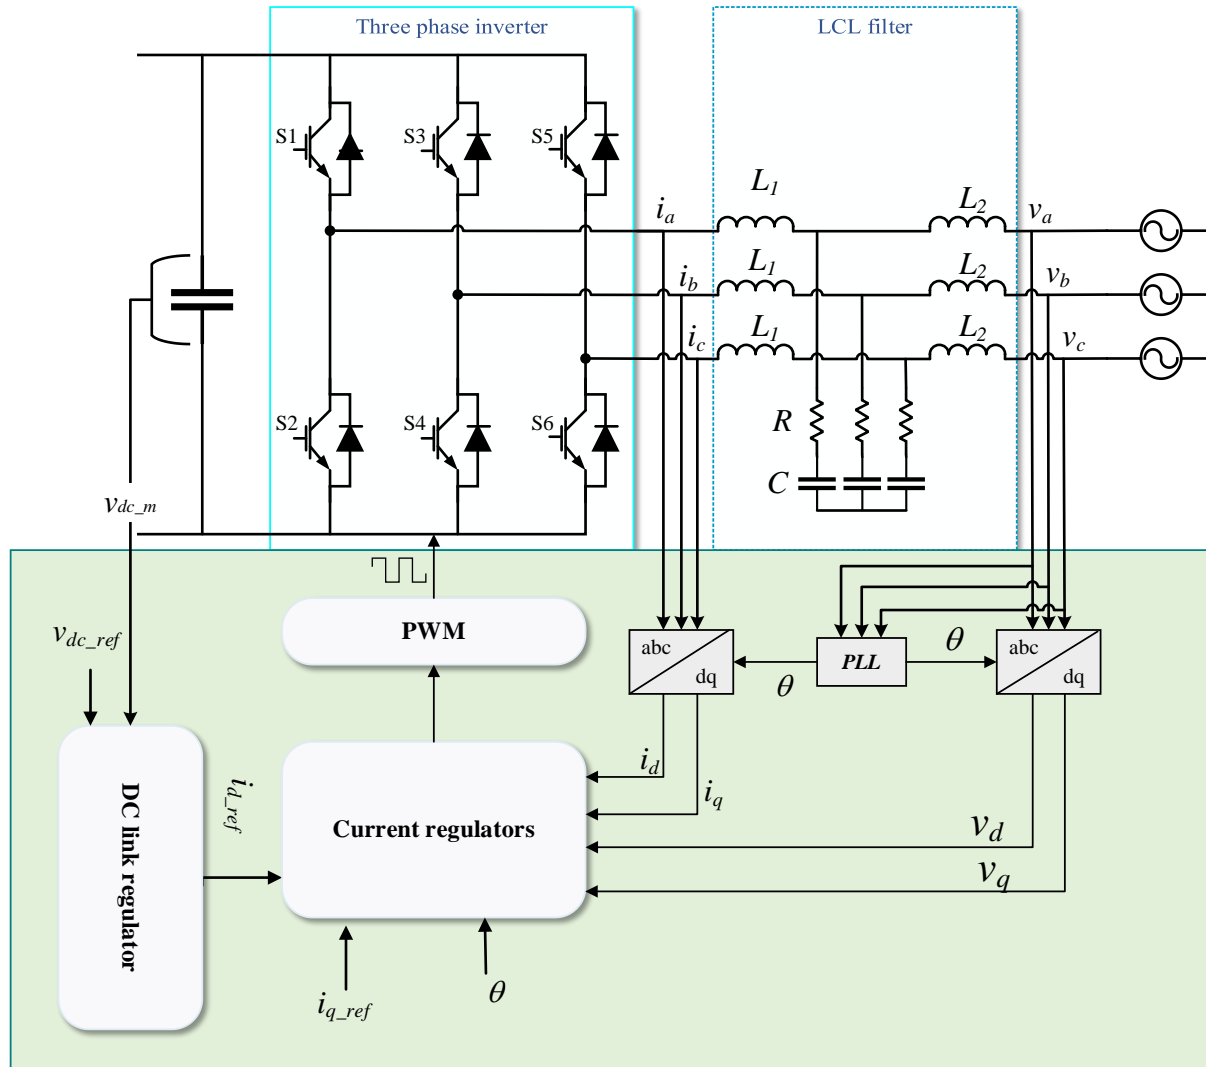 Three phase inverter
LCL filter
S1
S3
S5
i_a
L_1
L_2
v_a
i_b
L_1
L_2
v_b
i_c
L_1
L_2
v_c
S2
S4
S6
R
C
v_dc_m
PWM
v_dc_ref
abc
dq
θ
PLL
θ
abc
dq
DC link regulator
i_d_ref
Current regulators
i_d
i_q
v_d
v_q
i_q_ref
θ